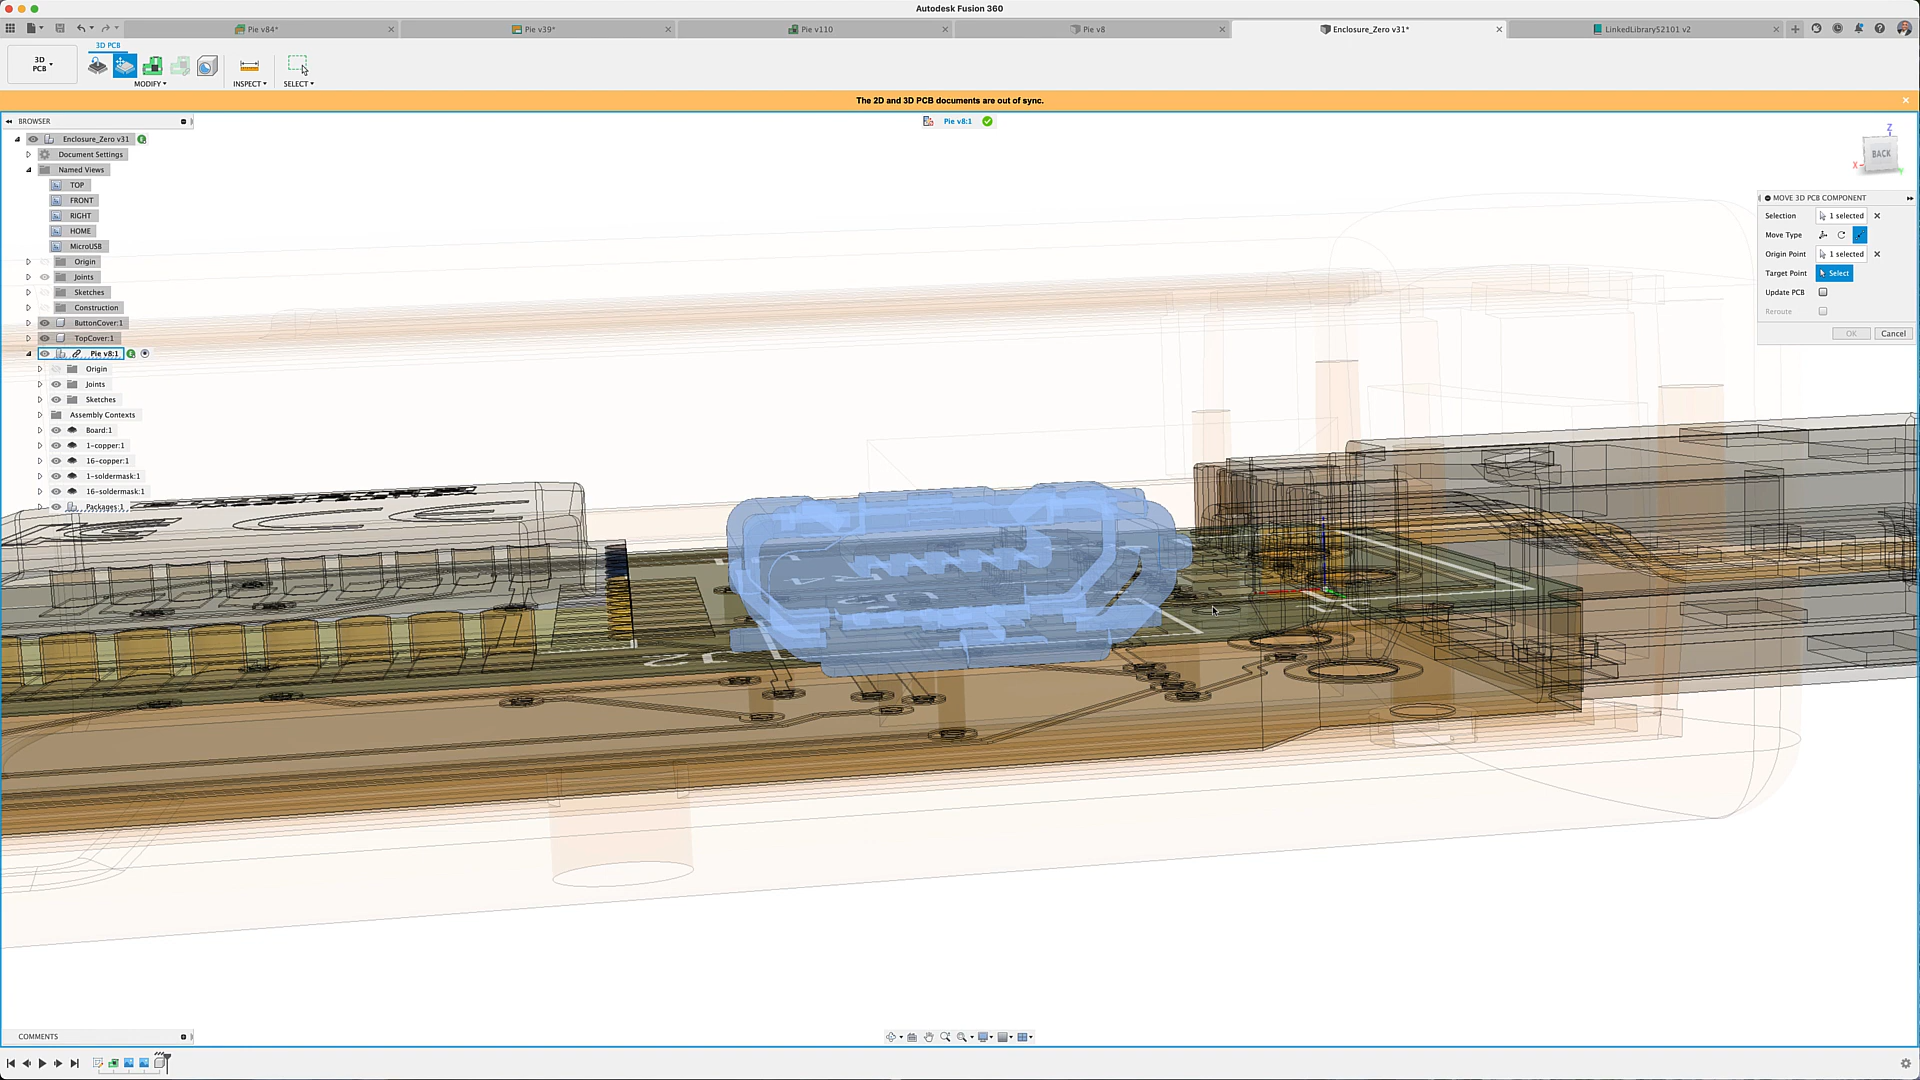 Autodesk Fusion 360
Pie v84*
Pie v39*
Pie v110
Pie v8
Enclosure_Zero v31*
LinkedLibrary52101 v2
3D PCB
3D
PCB
MODIFY
INSPECT
SELECT
The 2D and 3D PCB documents are out of sync.
BROWSER
Pie v8:1
Enclosure_Zero v31
Document Settings
Named Views
TOP
FRONT
RIGHT
HOME
MicroUSB
Origin
Joints
Sketches
Construction
ButtonCover:1
TopCover:1
Pie v8:1
Origin
Joints
Sketches
Assembly Contexts
Board:1
1-copper:1
16-copper:1
1-soldermask:1
16-soldermask:1
Packages:1
Z
BACK
X
MOVE 3D PCB COMPONENT
Selection
1 selected
Move Type
Origin Point
1 selected
Target Point
Select
Update PCB
Reroute
OK
Cancel
COMMENTS